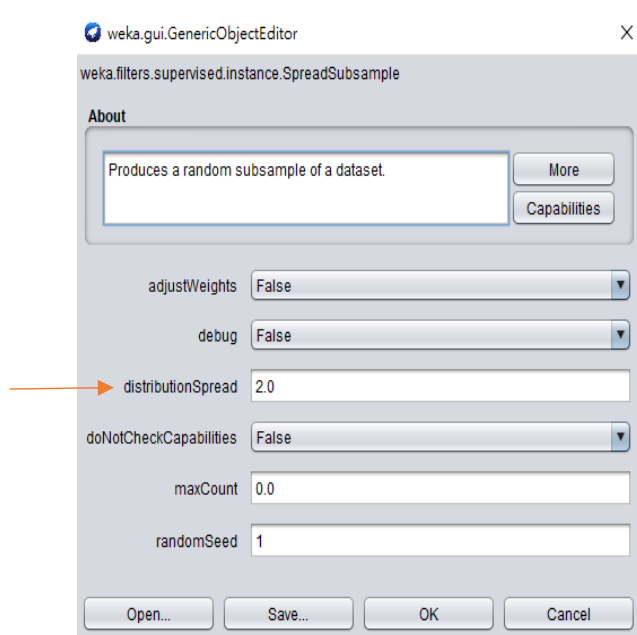 weka.gui.GenericObjectEditor
weka.filters.supervised.instance.SpreadSubsample
About
Produces a random subsample of a dataset.
More
Capabilities
adjustWeights False
debug False
distributionSpread 2.0
doNotCheckCapabilities False
maxCount 0.0
randomSeed 1
Open... Save... OK Cancel